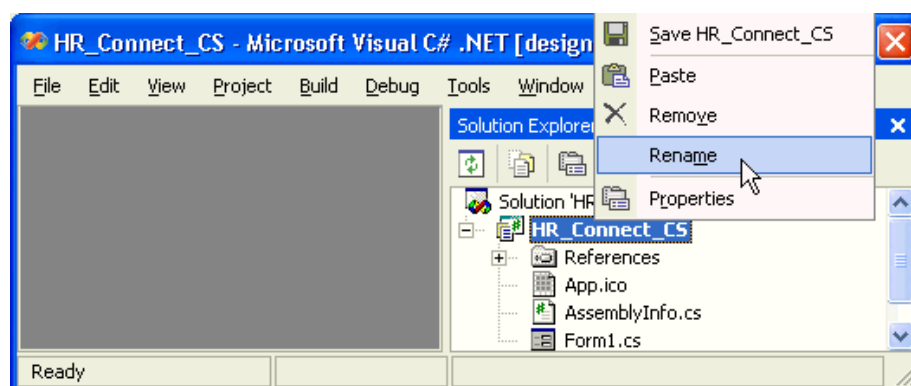 HR_Connect_CS - Microsoft Visual C# .NET [design
File Edit View Project Build Debug Tools Window
Save HR_Connect_CS
Paste
Remove
Rename
Properties
Solution Explorer
Solution 'HR
HR_Connect_CS
References
App.ico
AssemblyInfo.cs
Form1.cs
Ready